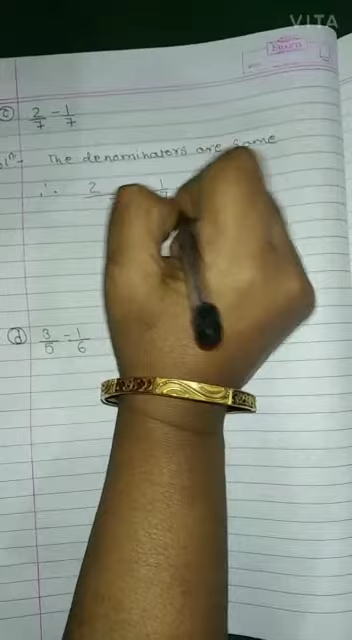 VITA
c) 2/7 - 1/7
The denominators are same
∴ 2
d) 3/5 - 1/6